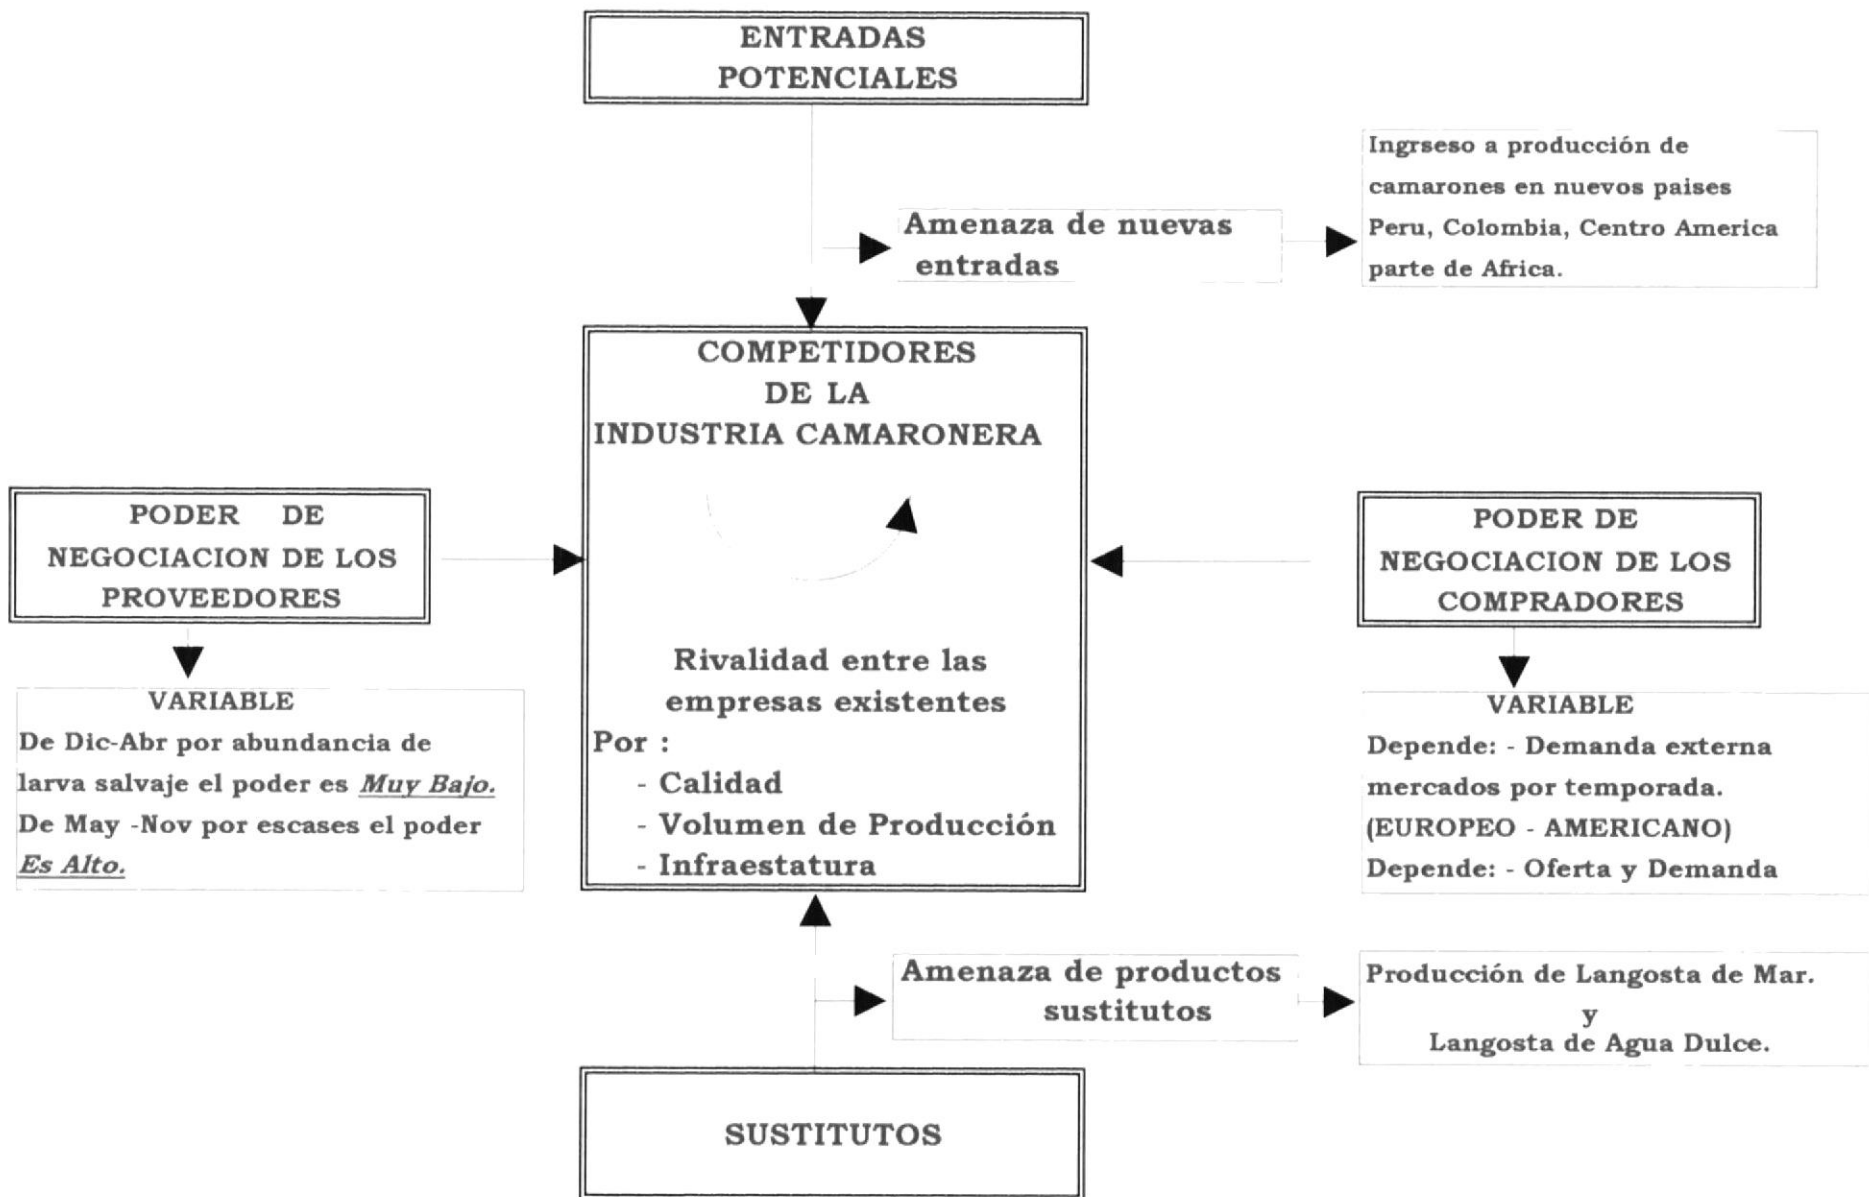 ENTRADAS
POTENCIALES
Ingrseso a producción de
camarones en nuevos paises
Peru, Colombia, Centro America
parte de Africa.
Amenaza de nuevas
entradas
COMPETIDORES
DE LA
INDUSTRIA CAMARONERA
Rivalidad entre las
empresas existentes
Por :
- Calidad
- Volumen de Producción
- Infraestatura
PODER DE
NEGOCIACION DE LOS
PROVEEDORES
VARIABLE
De Dic-Abr por abundancia de
larva salvaje el poder es Muy Bajo.
De May -Nov por escases el poder
Es Alto.
PODER DE
NEGOCIACION DE LOS
COMPRADORES
VARIABLE
Depende: - Demanda externa
mercados por temporada.
(EUROPEO - AMERICANO)
Depende: - Oferta y Demanda
Amenaza de productos
sustitutos
Producción de Langosta de Mar.
y
Langosta de Agua Dulce.
SUSTITUTOS